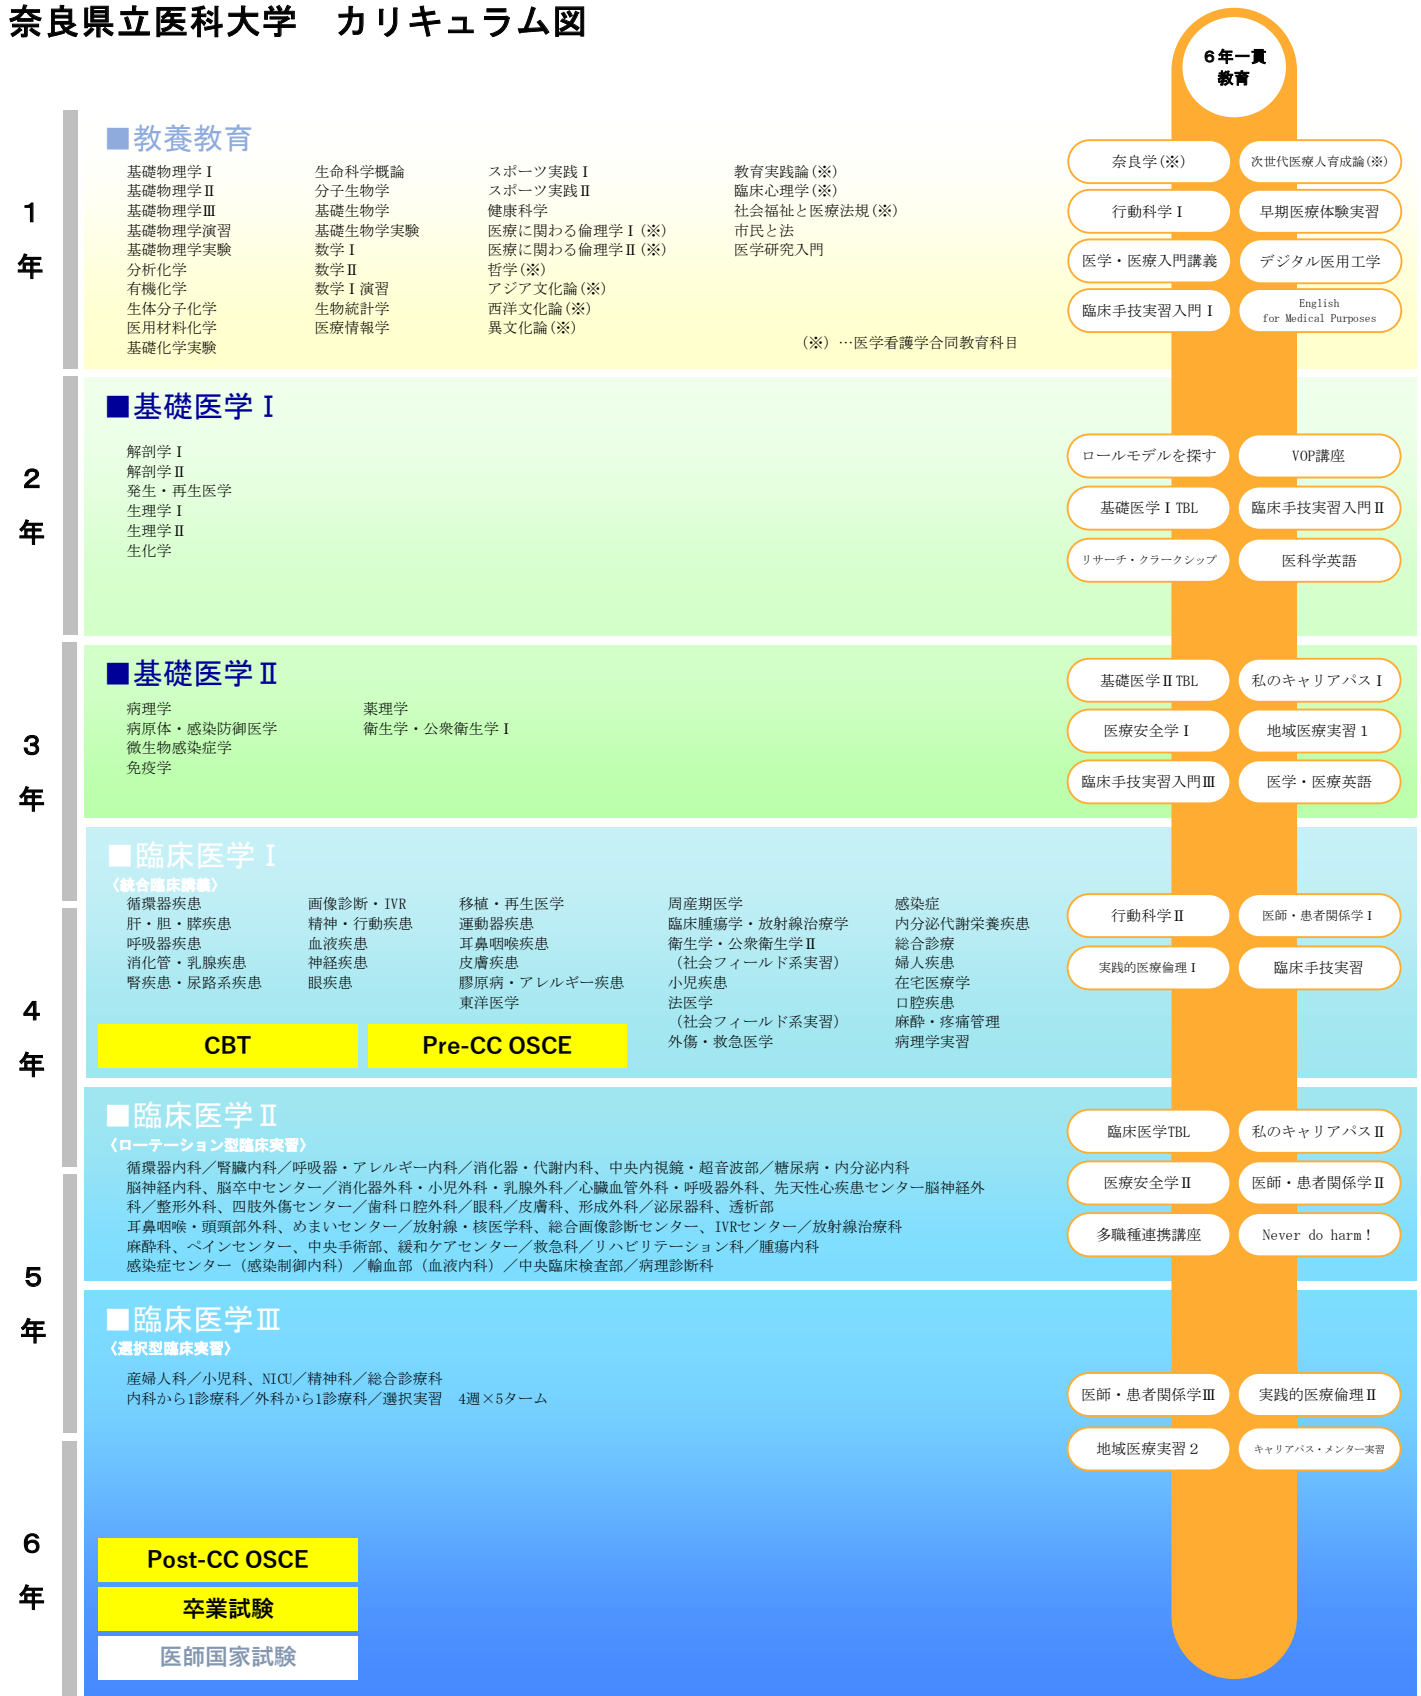 奈良県立医科大学　カリキュラム図
６年一貫
教育
1
年
■教養教育
基礎物理学Ⅰ
基礎物理学Ⅱ
基礎物理学Ⅲ
基礎物理学演習
基礎物理学実験
分析化学
有機化学
生体分子化学
医用材料化学
基礎化学実験
生命科学概論
分子生物学
基礎生物学
基礎生物学実験
数学Ⅰ
数学Ⅱ
数学Ⅰ演習
生物統計学
医療情報学
スポーツ実践Ⅰ
スポーツ実践Ⅱ
健康科学
医療に関わる倫理学Ⅰ(※)
医療に関わる倫理学Ⅱ(※)
哲学(※)
アジア文化論(※)
西洋文化論(※)
異文化論(※)
教育実践論(※)
臨床心理学(※)
社会福祉と医療法規(※)
市民と法
医学研究入門
（※）…医学看護学合同教育科目
奈良学(※)
次世代医療人育成論(※)
行動科学Ⅰ
早期医療体験実習
医学・医療入門講義
デジタル医用工学
臨床手技実習入門Ⅰ
English
for Medical Purposes
2
年
■基礎医学Ⅰ
解剖学Ⅰ
解剖学Ⅱ
発生・再生医学
生理学Ⅰ
生理学Ⅱ
生化学
ロールモデルを探す
VOP講座
基礎医学ⅠTBL
臨床手技実習入門Ⅱ
リサーチ・クラークシップ
医科学英語
3
年
■基礎医学Ⅱ
病理学
病原体・感染防御医学
微生物感染症学
免疫学
薬理学
衛生学・公衆衛生学Ⅰ
基礎医学ⅡTBL
私のキャリアパスⅠ
医療安全学Ⅰ
地域医療実習１
臨床手技実習入門Ⅲ
医学・医療英語
4
年
■臨床医学Ⅰ
〈統合臨床講義〉
循環器疾患
肝・胆・膵疾患
呼吸器疾患
消化管・乳腺疾患
腎疾患・尿路系疾患
画像診断・IVR
精神・行動疾患
血液疾患
神経疾患
眼疾患
移植・再生医学
運動器疾患
耳鼻咽喉疾患
皮膚疾患
膠原病・アレルギー疾患
東洋医学
周産期医学
臨床腫瘍学・放射線治療学
衛生学・公衆衛生学Ⅱ
（社会フィールド系実習）
小児疾患
法医学
（社会フィールド系実習）
外傷・救急医学
感染症
内分泌代謝栄養疾患
総合診療
婦人疾患
在宅医療学
口腔疾患
麻酔・疼痛管理
病理学実習
CBT
Pre-CC OSCE
行動科学Ⅱ
医師・患者関係学Ⅰ
実践的医療倫理Ⅰ
臨床手技実習
5
年
■臨床医学Ⅱ
〈ローテーション型臨床実習〉
循環器内科／腎臓内科／呼吸器・アレルギー内科／消化器・代謝内科、中央内視鏡・超音波部／糖尿病・内分泌内科
脳神経内科、脳卒中センター／消化器外科・小児外科・乳腺外科／心臓血管外科・呼吸器外科、先天性心疾患センター脳神経外
科／整形外科、四肢外傷センター／歯科口腔外科／眼科／皮膚科、形成外科／泌尿器科、透析部
耳鼻咽喉・頭頸部外科、めまいセンター／放射線・核医学科、総合画像診断センター、IVRセンター／放射線治療科
麻酔科、ペインセンター、中央手術部、緩和ケアセンター／救急科／リハビリテーション科／腫瘍内科
感染症センター（感染制御内科）／輸血部（血液内科）／中央臨床検査部／病理診断科
臨床医学TBL
私のキャリアパスⅡ
医療安全学Ⅱ
医師・患者関係学Ⅱ
多職種連携講座
Never do harm！
6
年
■臨床医学Ⅲ
〈選択型臨床実習〉
産婦人科／小児科、NICU／精神科／総合診療科
内科から1診療科／外科から1診療科／選択実習　4週×5ターム
医師・患者関係学Ⅲ
実践的医療倫理Ⅱ
地域医療実習２
キャリアパス・メンター実習
Post-CC OSCE
卒業試験
医師国家試験